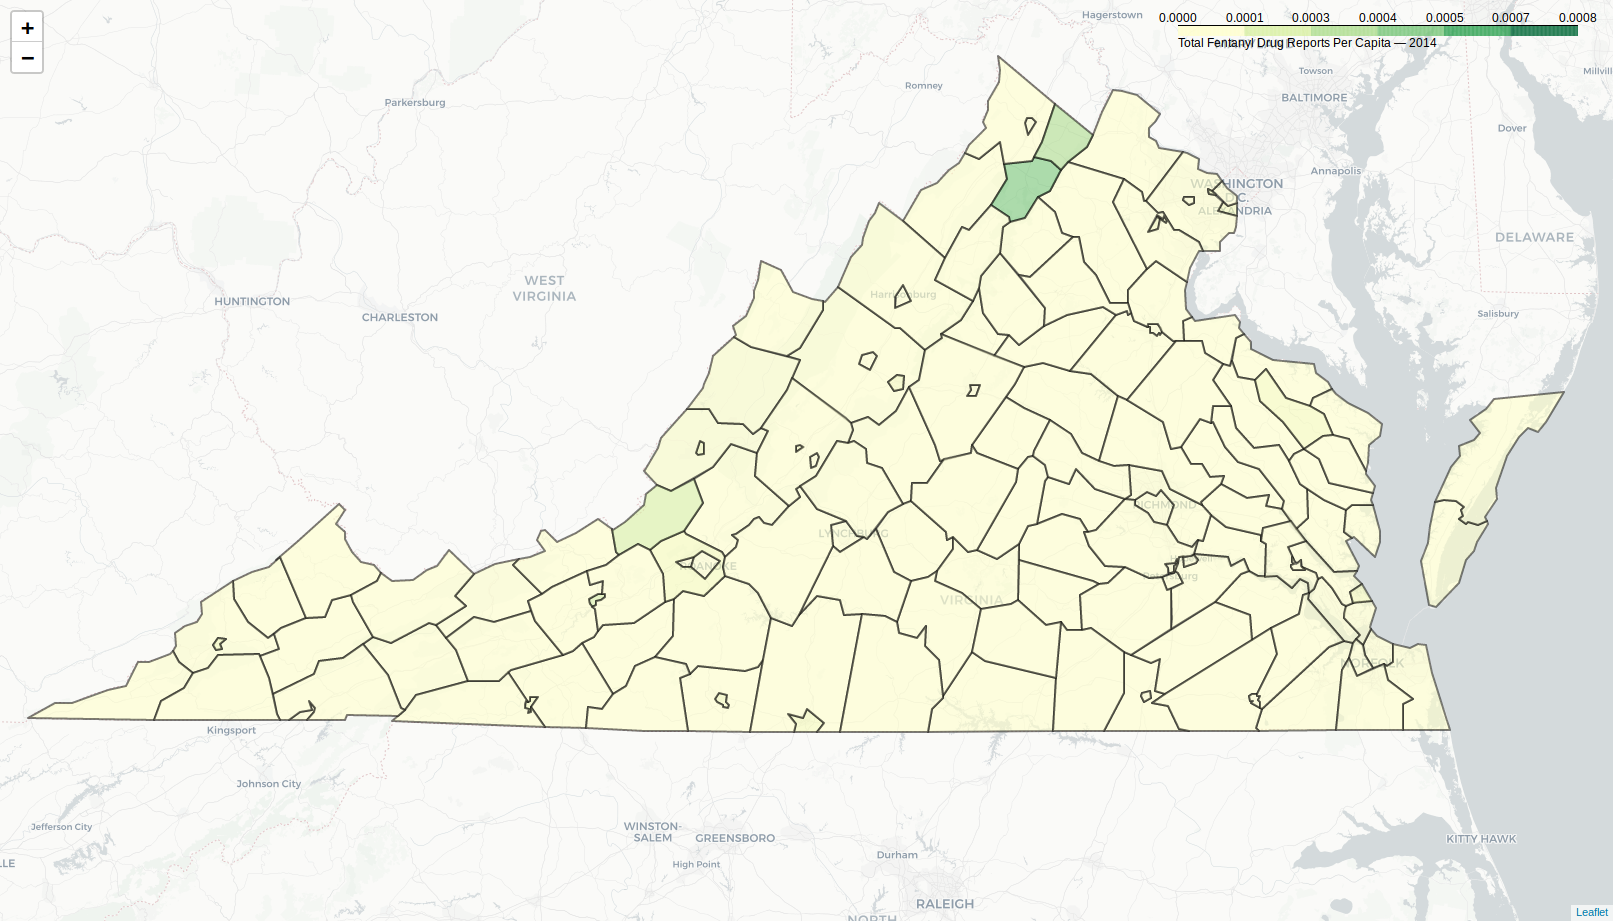 +
−
0.0000 0.0001 0.0003 0.0004 0.0005 0.0007 0.0008
Total Fentanyl Drug Reports Per Capita — 2014
Hagerstown
Towson
Millvill
Romney
BALTIMORE
Parkersburg
Dover
Annapolis
WASHINGTON
D.C.
ALEXANDRIA
DELAWARE
WEST
VIRGINIA
Harrisonburg
HUNTINGTON
CHARLESTON
Salisbury
RICHMOND
LYNCHBURG
ROANOKE
Hopewell
Petersburg
VIRGINIA
NORFOLK
Kingsport
Johnson City
Jefferson City
WINSTON-
SALEM
GREENSBORO
KITTY HAWK
High Point
Durham
LLE
RALEIGH
NORTH
Leaflet